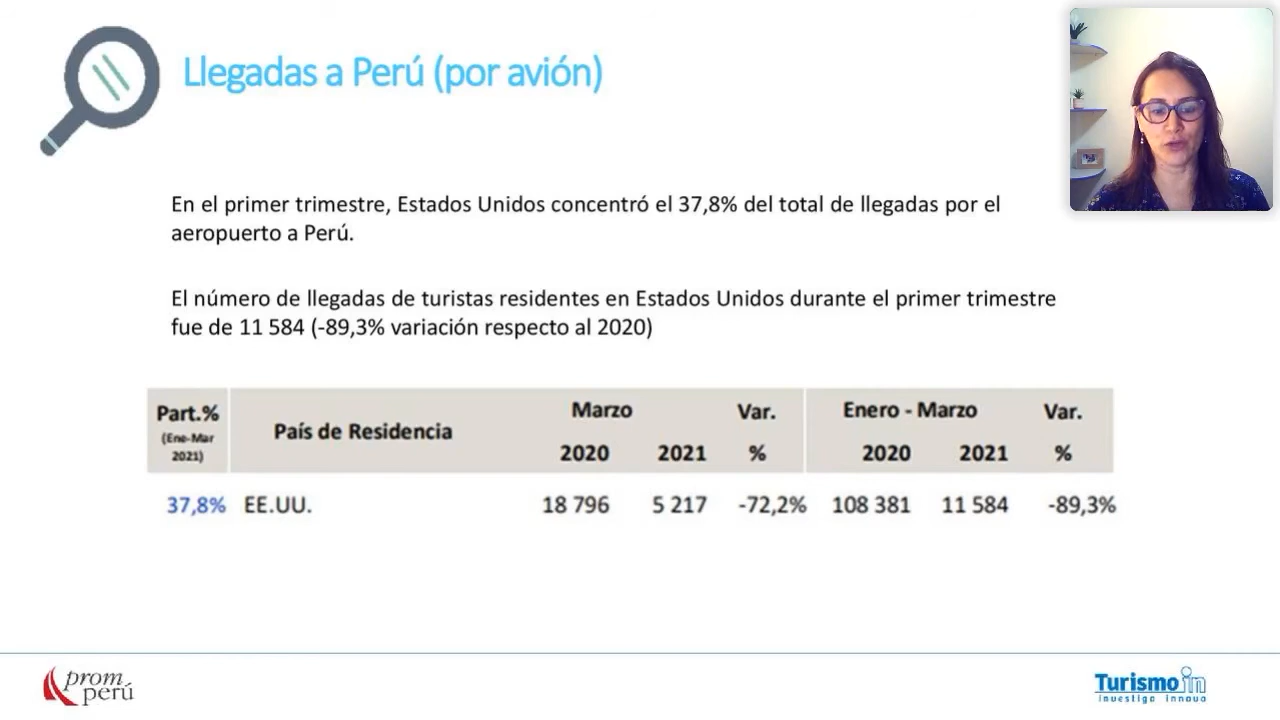 Llegadas a Perú (por avión)
En el primer trimestre, Estados Unidos concentró el 37,8% del total de llegadas por el
aeropuerto a Perú.
El número de llegadas de turistas residentes en Estados Unidos durante el primer trimestre
fue de 11 584 (-89,3% variación respecto al 2020)
Part.% (Ene-Mar 2021) País de Residencia Marzo Var. Enero - Marzo Var.
2020 2021 % 2020 2021 %
37,8% EE.UU. 18 796 5 217 -72,2% 108 381 11 584 -89,3%
prom
perú
Turismo in
investiga innova